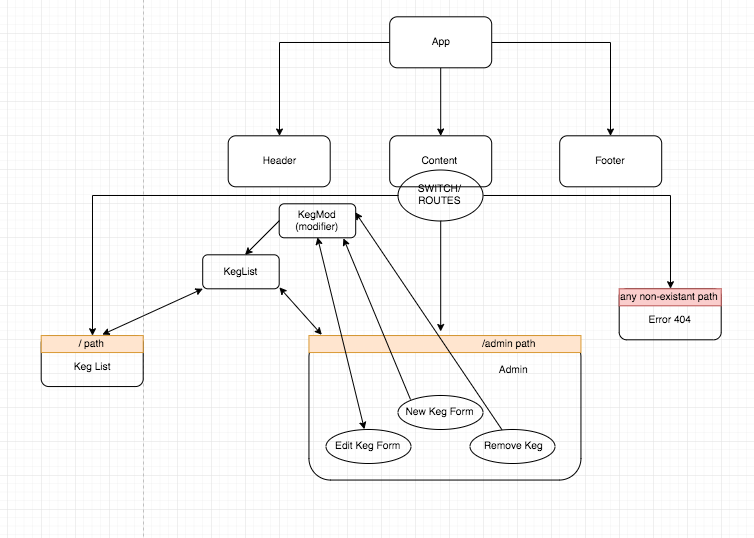 App
Header
Content
Footer
SWITCH/
ROUTES
KegMod
(modifier)
KegList
any non-existant path
Error 404
/ path
Keg List
/admin path
Admin
New Keg Form
Edit Keg Form
Remove Keg